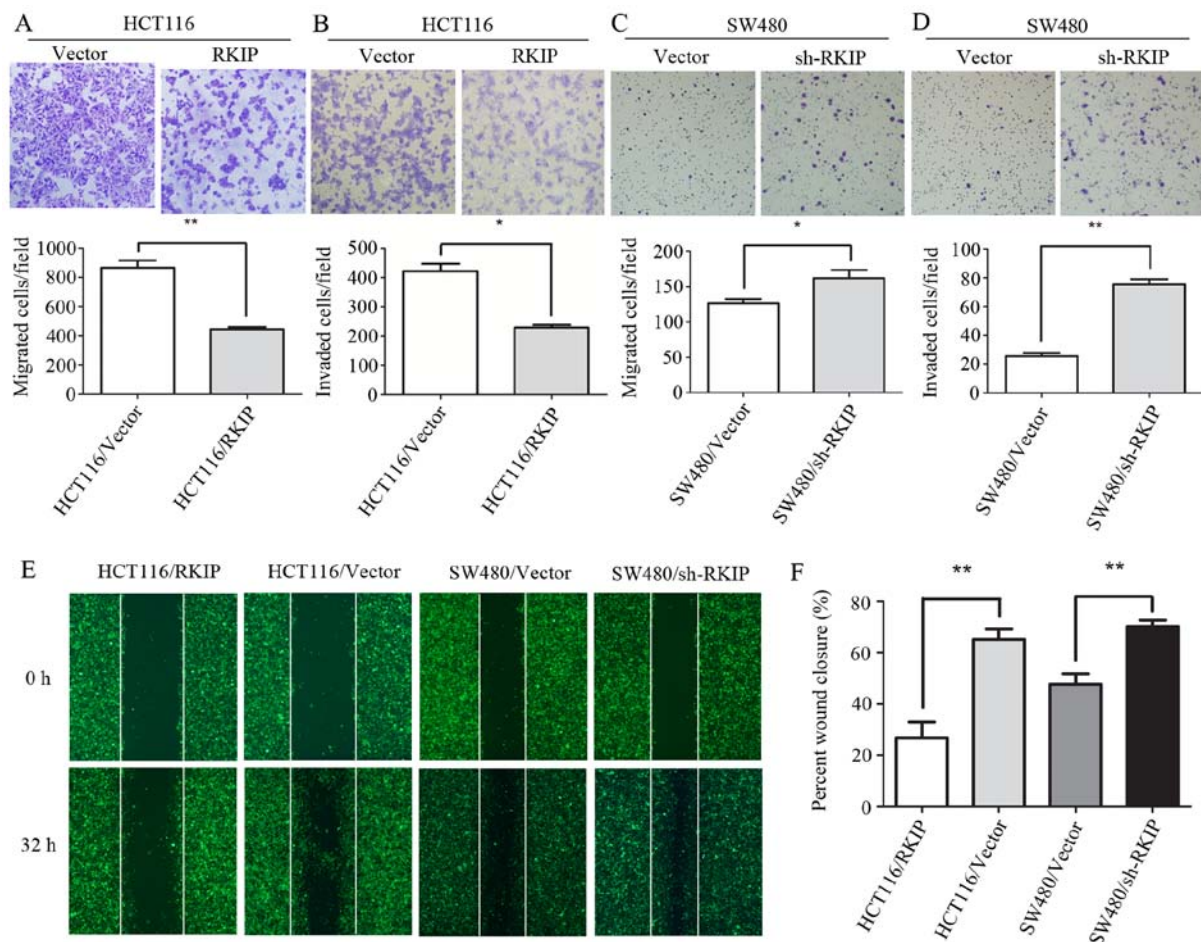 A
HCT116
Vector RKIP
**
Migrated cells/field
1000
800
600
400
200
0
HCT116/Vector
HCT116/RKIP
B
HCT116
Vector RKIP
*
Invaded cells/field
500
400
300
200
100
0
HCT116/Vector
HCT116/RKIP
C
SW480
Vector sh-RKIP
*
Migrated cells/field
200
150
100
50
0
SW480/Vector
SW480/sh-RKIP
D
SW480
Vector sh-RKIP
**
Invaded cells/field
100
80
60
40
20
0
SW480/Vector
SW480/sh-RKIP
E
HCT116/RKIP HCT116/Vector SW480/Vector SW480/sh-RKIP
0 h
32 h
F
** **
Percent wound closure (%)
80
60
40
20
0
HCT116/RKIP
HCT116/Vector
SW480/Vector
SW480/sh-RKIP